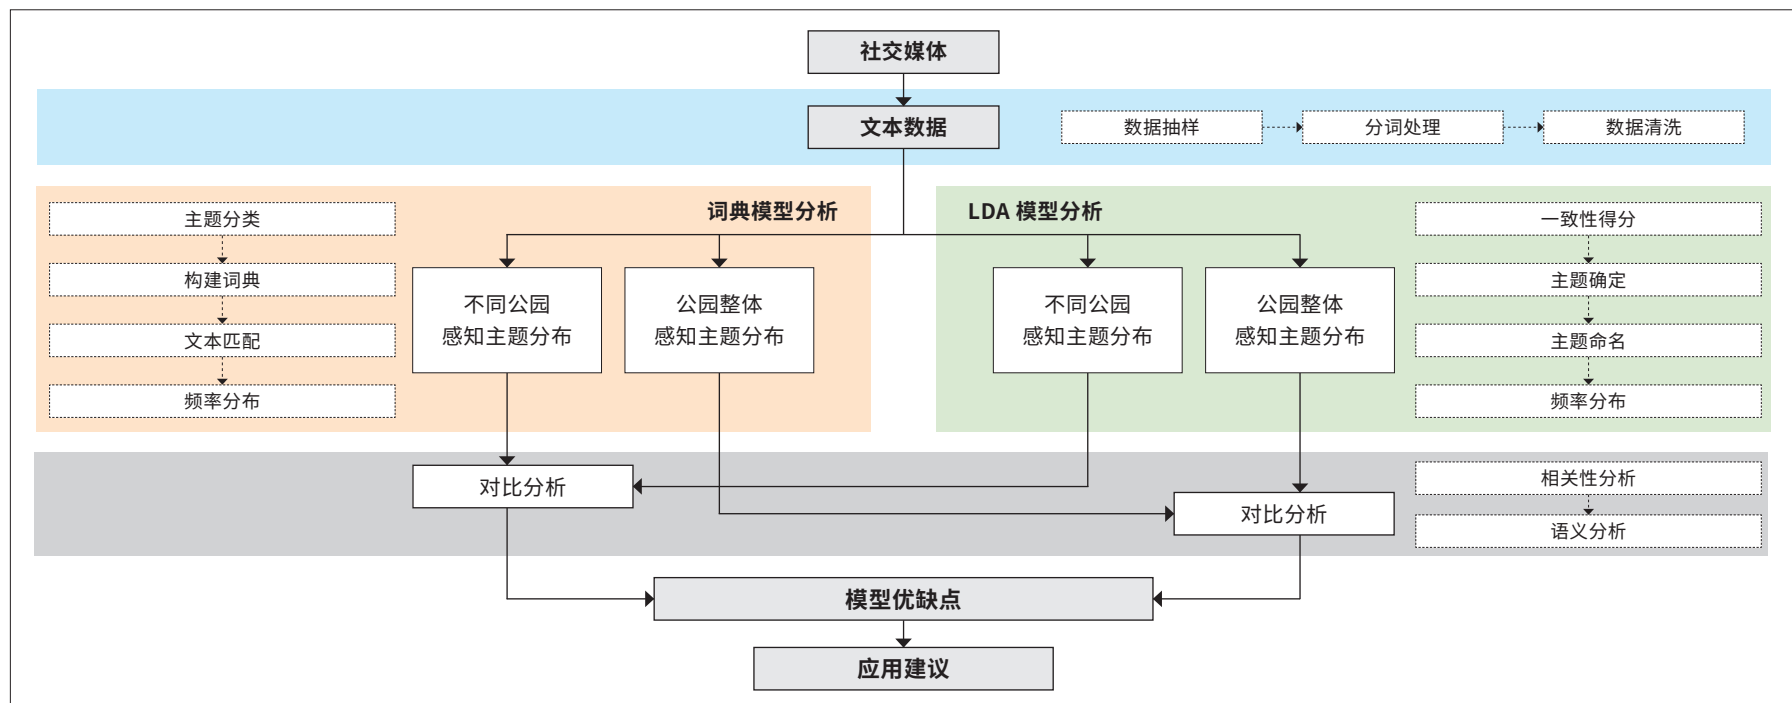 社交媒体
文本数据
数据抽样
分词处理
数据清洗
词典模型分析
主题分类
构建词典
文本匹配
频率分布
不同公园
感知主题分布
公园整体
感知主题分布
LDA 模型分析
不同公园
感知主题分布
公园整体
感知主题分布
一致性得分
主题确定
主题命名
频率分布
对比分析
对比分析
相关性分析
语义分析
模型优缺点
应用建议